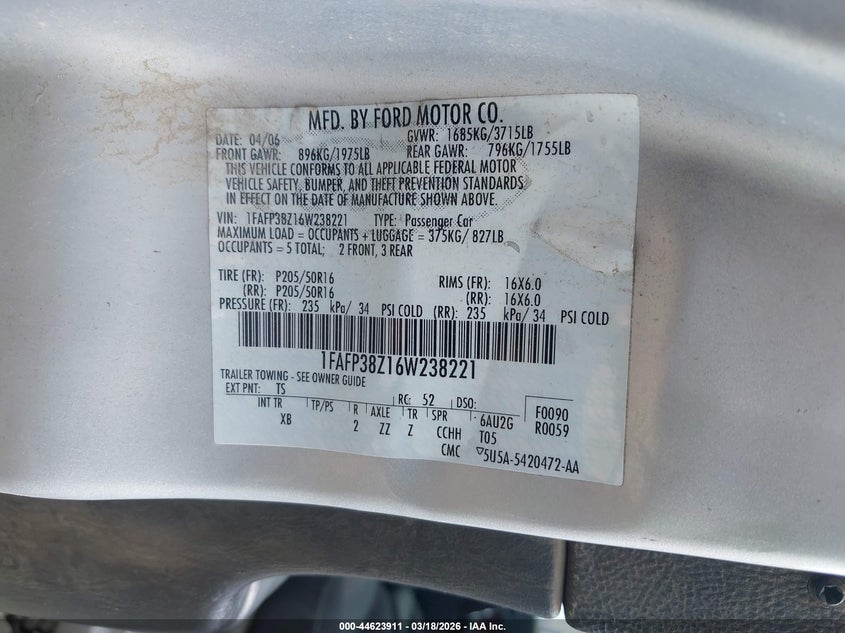 MFD. BY FORD MOTOR CO.
DATE: 04/06 GVWR: 1685KG/3715LB
FRONT GAWR: 896KG/1975LB REAR GAWR: 796KG/1755LB
THIS VEHICLE CONFORMS TO ALL APPLICABLE FEDERAL MOTOR
VEHICLE SAFETY, BUMPER, AND THEFT PREVENTION STANDARDS
IN EFFECT ON THE DATE OF MANUFACTURE SHOWN ABOVE.
VIN: 1FAFP38Z16W238221 TYPE: Passenger Car
MAXIMUM LOAD = OCCUPANTS + LUGGAGE = 375KG/ 827LB
OCCUPANTS = 5 TOTAL; 2 FRONT, 3 REAR
TIRE (FR): P205/50R16 RIMS (FR): 16X6.0
(RR): P205/50R16 (RR): 16X6.0
PRESSURE (FR): 235 kPa/ 34 PSI COLD (RR): 235 kPa/ 34 PSI COLD
1FAFP38Z16W238221
TRAILER TOWING - SEE OWNER GUIDE
EXT PNT: TS RC: 52 DSO:
INT TR TP/PS R AXLE TR SPR 6AU2G F0090
XB 2 ZZ Z CCHH T05 R0059
CMC ▽5U5A-5420472-AA
000-44623911 - 03/18/2026 - IAA Inc.